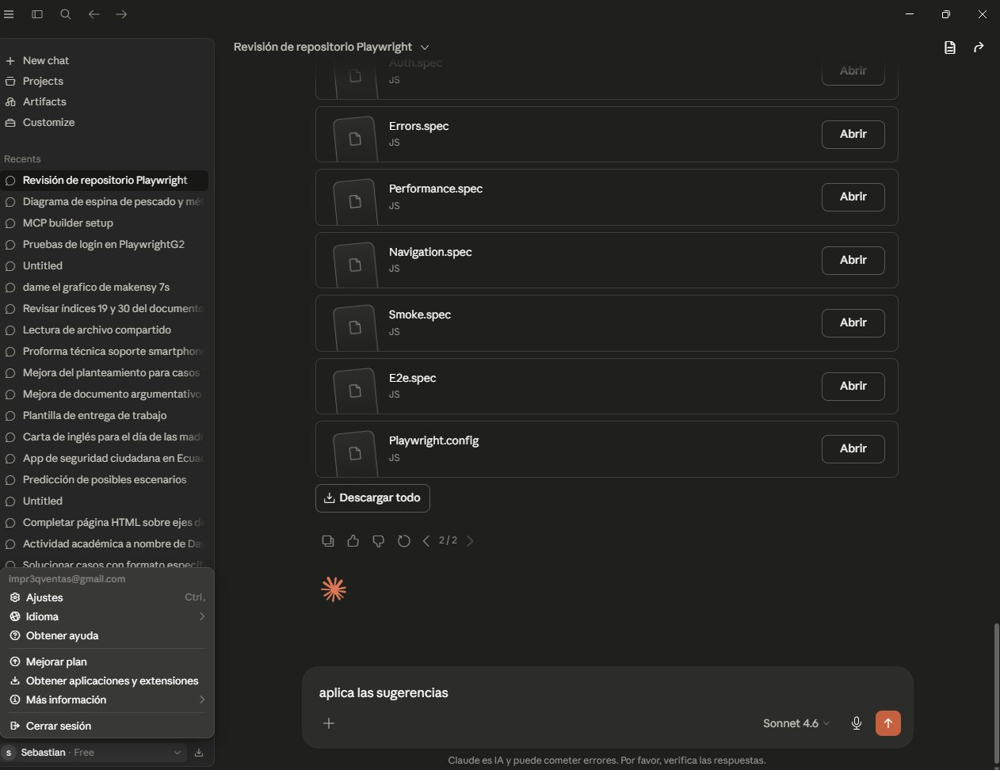 Revisión de repositorio Playwright
New chat
Projects
Artifacts
Customize
Recents
Revisión de repositorio Playwright
Diagrama de espina de pescado y mét
MCP builder setup
Pruebas de login en PlaywrightG2
Untitled
dame el grafico de makensy 7s
Revisar índices 19 y 30 del documento
Lectura de archivo compartido
Proforma técnica soporte smartphone
Mejora del planteamiento para casos
Mejora de documento argumentativo
Plantilla de entrega de trabajo
Carta de inglés para el día de las madr
App de seguridad ciudadana en Ecuad
Predicción de posibles escenarios
Untitled
Completar página HTML sobre ejes de
Actividad académica a nombre de Dav
Solucionar casos con formato específ
impr3qventas@gmail.com
Ajustes Ctrl,
Idioma
Obtener ayuda
Mejorar plan
Obtener aplicaciones y extensiones
Más información
Cerrar sesión
S Sebastian · Free
Auth.spec
JS
Abrir
Errors.spec
JS
Abrir
Performance.spec
JS
Abrir
Navigation.spec
JS
Abrir
Smoke.spec
JS
Abrir
E2e.spec
JS
Abrir
Playwright.config
JS
Abrir
Descargar todo
2/2
aplica las sugerencias
Sonnet 4.6
Claude es IA y puede cometer errores. Por favor, verifica las respuestas.